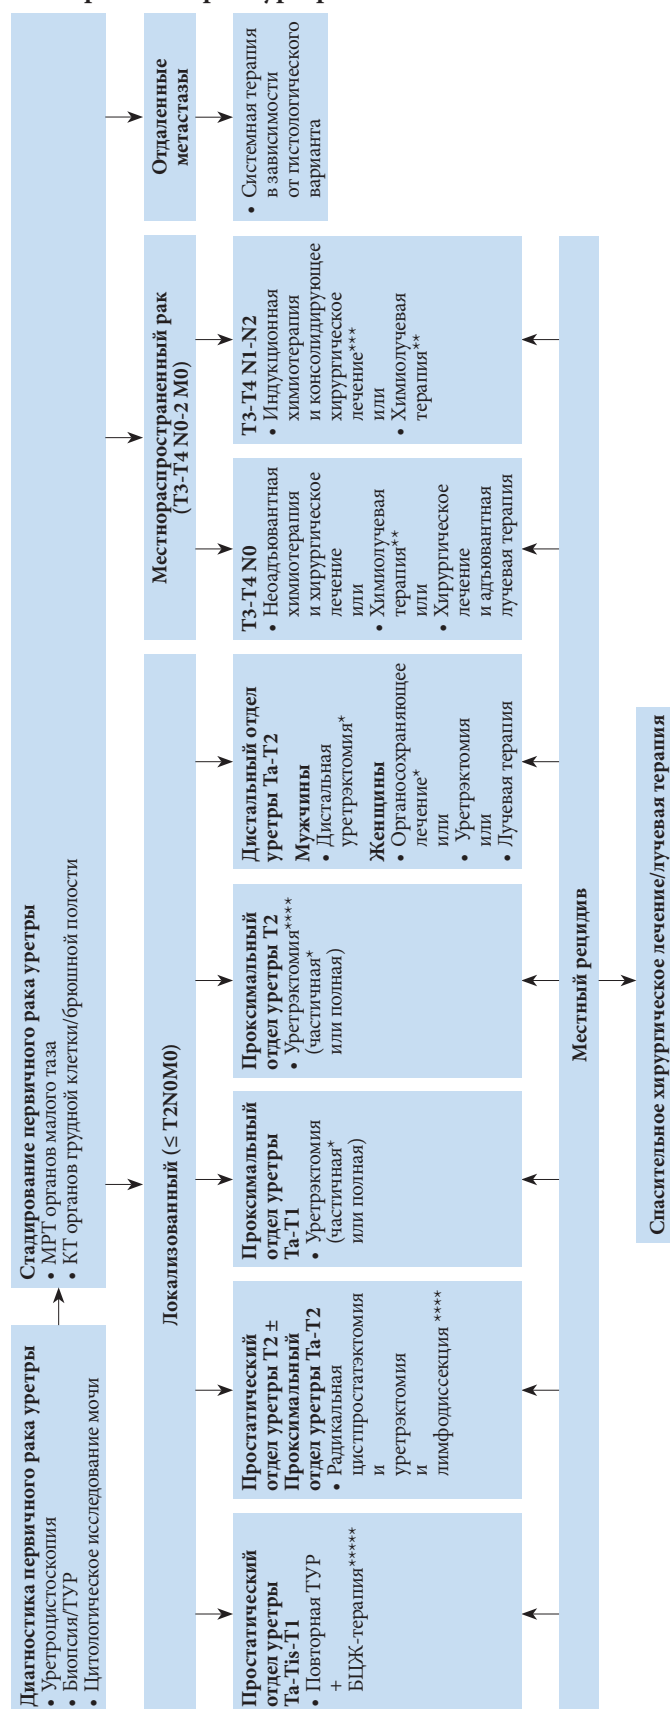 Диагностика первичного рака уретры
• Уретроцистоскопия
• Биопсия/ТУР
• Цитологическое исследование мочи
Стадирование первичного рака уретры
• МРТ органов малого таза
• КТ органов грудной клетки/брюшной полости
Локализованный (≤ T2N0M0)
Местнораспространенный рак
(T3-T4 N0-2 M0)
Отдаленные
метастазы
Простатический
отдел уретры
Ta-Tis-T1
• Повторная ТУР
+
БЦЖ-терапия*****
Простатический
отдел уретры T2 ±
Проксимальный
отдел уретры Ta-T2
• Радикальная
цистпростатэктомия
и
уретрэктомия
и
лимфодиссекция ****
Проксимальный
отдел уретры
Ta-T1
• Уретрэктомия
(частичная*
или полная)
Проксимальный
отдел уретры T2
• Уретрэктомия****
(частичная*
или полная)
Дистальный отдел
уретры Ta-T2
Мужчины
• Дистальная
уретрэктомия*
Женщины
• Органосохраняющее
лечение*
или
• Уретрэктомия
или
• Лучевая терапия
T3-T4 N0
• Неоадъювантная
химиотерапия
и хирургическое
лечение
или
• Химиолучевая
терапия**
или
• Хирургическое
лечение
и адъювантная
лучевая терапия
T3-T4 N1-N2
• Индукционная
химиотерапия
и консолидирующее
хирургическое
лечение***
или
• Химиолучевая
терапия**
• Системная терапия
в зависимости
от гистологического
варианта
Местный рецидив
Спасительное хирургическое лечение/лучевая терапия